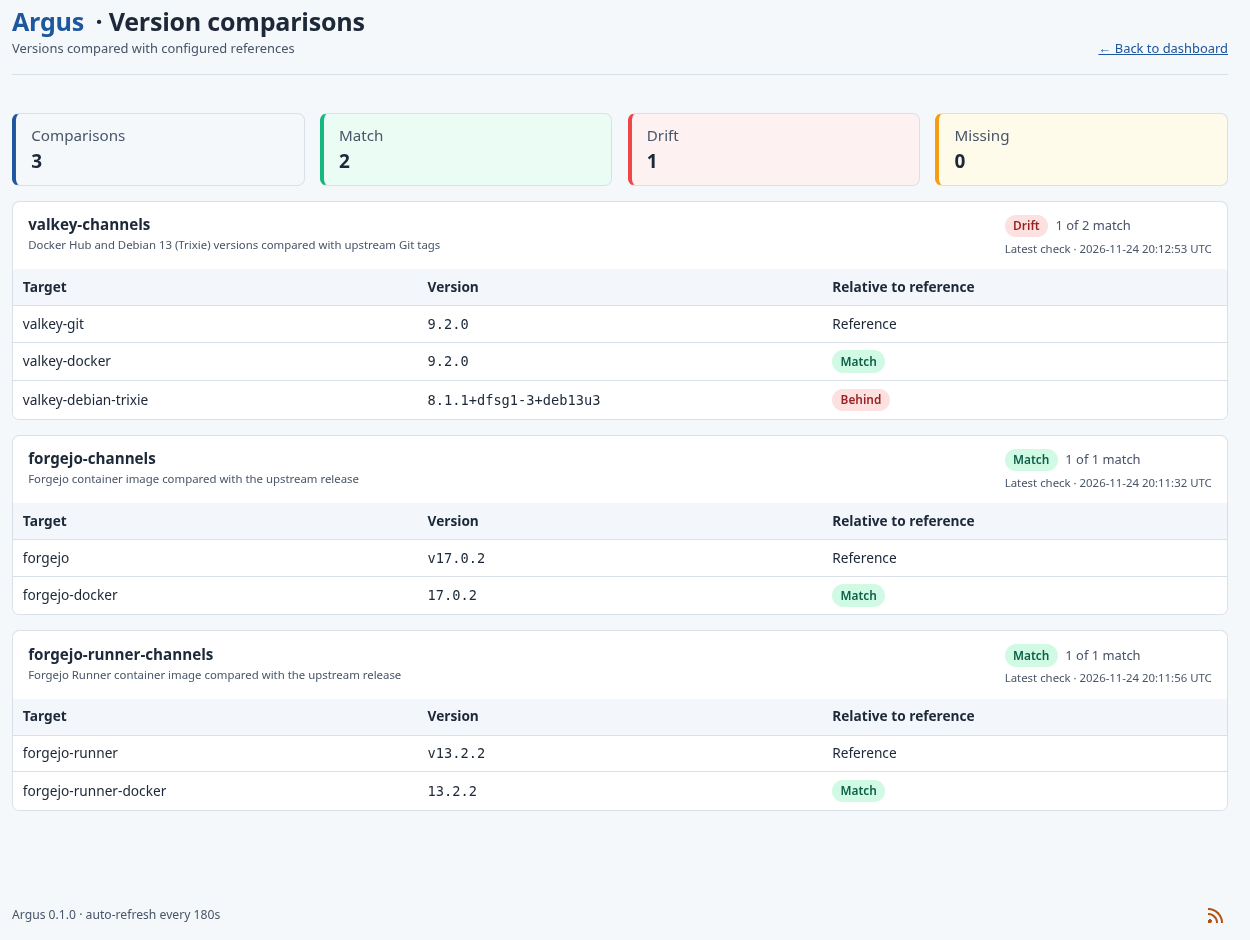 Argus · Version comparisons
Versions compared with configured references
← Back to dashboard
Comparisons
3
Match
2
Drift
1
Missing
0
valkey-channels
Docker Hub and Debian 13 (Trixie) versions compared with upstream Git tags
Drift 1 of 2 match
Latest check · 2026-11-24 20:12:53 UTC
Target Version Relative to reference
valkey-git 9.2.0 Reference
valkey-docker 9.2.0 Match
valkey-debian-trixie 8.1.1+dfsg1-3+deb13u3 Behind
forgejo-channels
Forgejo container image compared with the upstream release
Match 1 of 1 match
Latest check · 2026-11-24 20:11:32 UTC
Target Version Relative to reference
forgejo v17.0.2 Reference
forgejo-docker 17.0.2 Match
forgejo-runner-channels
Forgejo Runner container image compared with the upstream release
Match 1 of 1 match
Latest check · 2026-11-24 20:11:56 UTC
Target Version Relative to reference
forgejo-runner v13.2.2 Reference
forgejo-runner-docker 13.2.2 Match
Argus 0.1.0 · auto-refresh every 180s